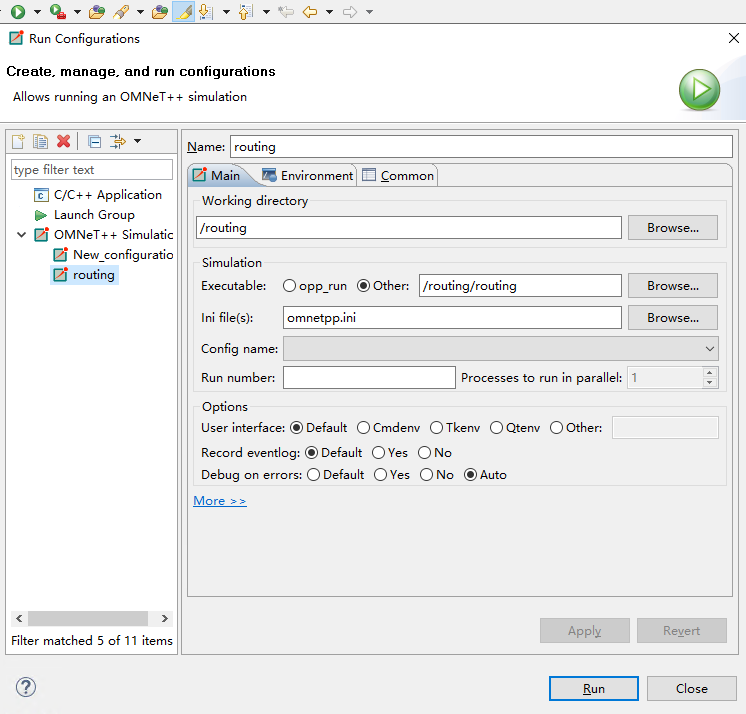 Run Configurations
Create, manage, and run configurations
Allows running an OMNeT++ simulation
Name: routing
type filter text
Main Environment Common
C/C++ Application
Launch Group
OMNeT++ Simulatic
New_configuratio
routing
Working directory
/routing Browse...
Simulation
Executable: opp_run Other: /routing/routing Browse...
Ini file(s): omnetpp.ini Browse...
Config name:
Run number: Processes to run in parallel: 1
Options
User interface: Default Cmdenv Tkenv Qtenv Other:
Record eventlog: Default Yes No
Debug on errors: Default Yes No Auto
More >>
Filter matched 5 of 11 items
Apply Revert
Run Close